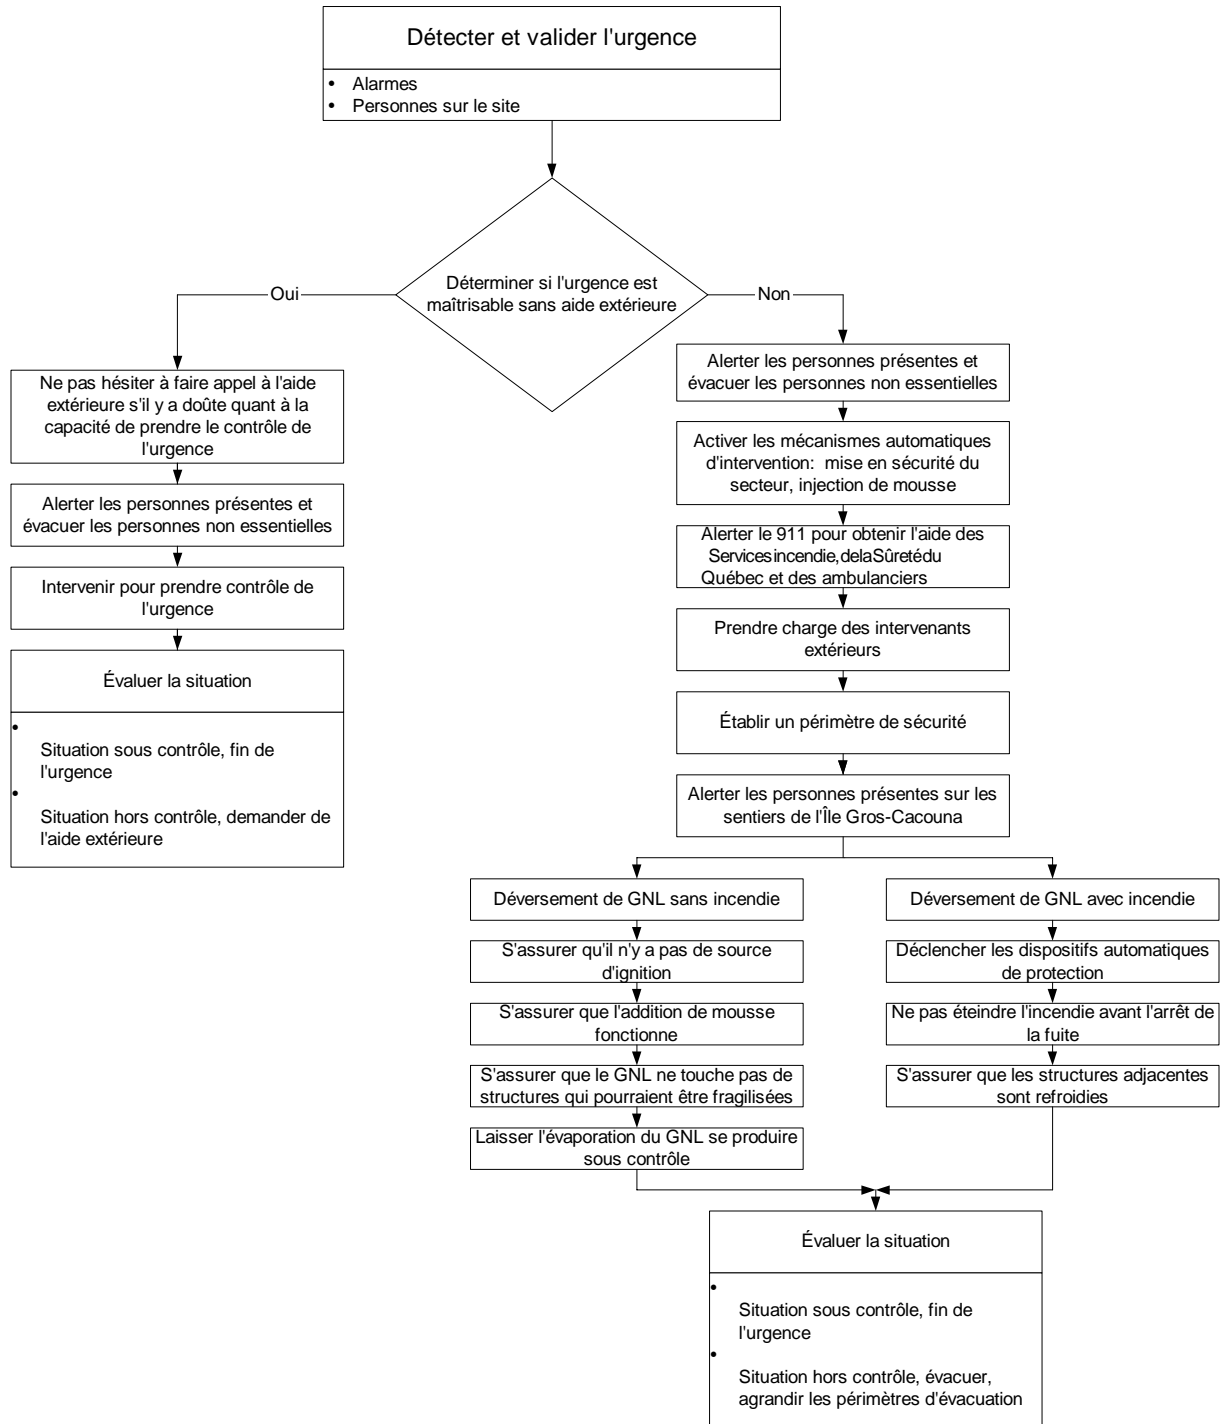 Détecter et valider l'urgence
• Alarmes
• Personnes sur le site
Déterminer si l'urgence est
maîtrisable sans aide extérieure
Oui
Non
Ne pas hésiter à faire appel à l'aide
extérieure s'il y a doûte quant à la
capacité de prendre le contrôle de
l'urgence
Alerter les personnes présentes et
évacuer les personnes non essentielles
Intervenir pour prendre contrôle de
l'urgence
Évaluer la situation
•
Situation sous contrôle, fin de
l'urgence
•
Situation hors contrôle, demander de
l'aide extérieure
Alerter les personnes présentes et
évacuer les personnes non essentielles
Activer les mécanismes automatiques
d'intervention: mise en sécurité du
secteur, injection de mousse
Alerter le 911 pour obtenir l'aide des
Servicesincendie,delaSûretédu
Québec et des ambulanciers
Prendre charge des intervenants
extérieurs
Établir un périmètre de sécurité
Alerter les personnes présentes sur les
sentiers de l'Île Gros-Cacouna
Déversement de GNL sans incendie
S'assurer qu'il n'y a pas de source
d'ignition
S'assurer que l'addition de mousse
fonctionne
S'assurer que le GNL ne touche pas de
structures qui pourraient être fragilisées
Laisser l'évaporation du GNL se produire
sous contrôle
Déversement de GNL avec incendie
Déclencher les dispositifs automatiques
de protection
Ne pas éteindre l'incendie avant l'arrêt de
la fuite
S'assurer que les structures adjacentes
sont refroidies
Évaluer la situation
•
Situation sous contrôle, fin de
l'urgence
•
Situation hors contrôle, évacuer,
agrandir les périmètres d'évacuation